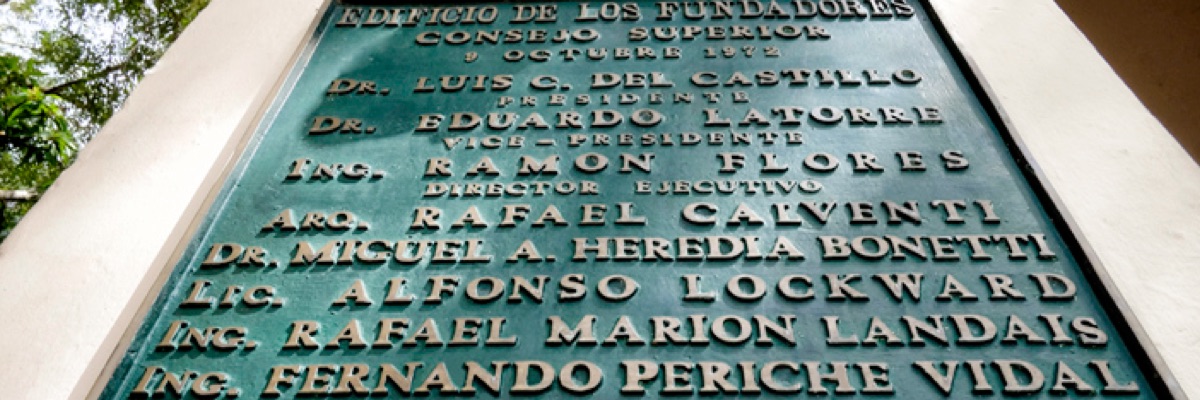 EDIFICIO DE LOS FUNDADORES
CONSEJO SUPERIOR
9 OCTUBRE 1972
DR. LUIS C. DEL CASTILLO
PRESIDENTE
DR. EDUARDO LATORRE
VICE-PRESIDENTE
ING. RAMON FLORES
DIRECTOR EJECUTIVO
ARQ. RAFAEL CALVENTI
DR. MIGUEL A. HEREDIA BONETTI
LIC. ALFONSO LOCKWARD
ING. RAFAEL MARION LANDAIS
ING. FERNANDO PERICHE VIDAL